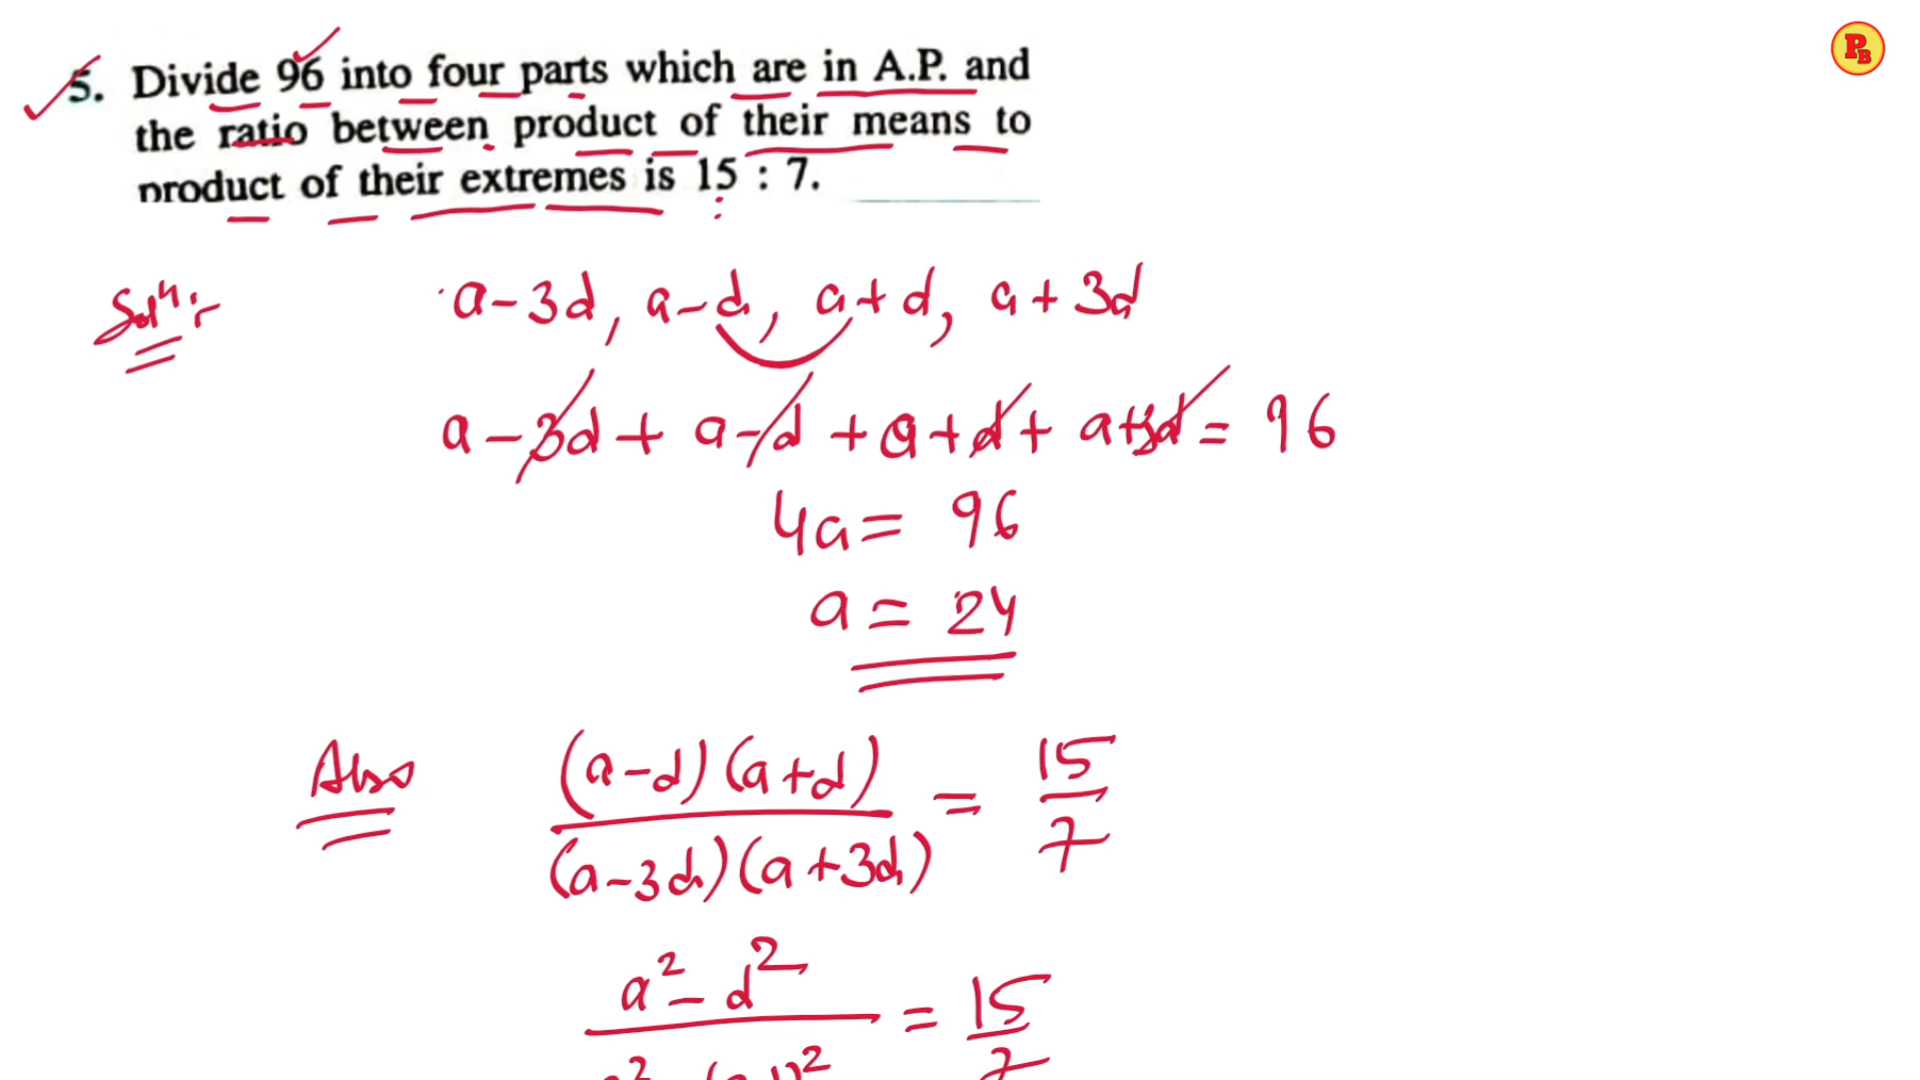 5. Divide 96 into four parts which are in A.P. and
the ratio between product of their means to
product of their extremes is 15 : 7.
Solⁿ:-
a-3d, a-d, a+d, a+3d
a-3d + a-d + a+d + a+3d = 96
4a = 96
a = 24
Also (a-d)(a+d) / (a-3d)(a+3d) = 15/7
a²-d² / = 15/7
PB